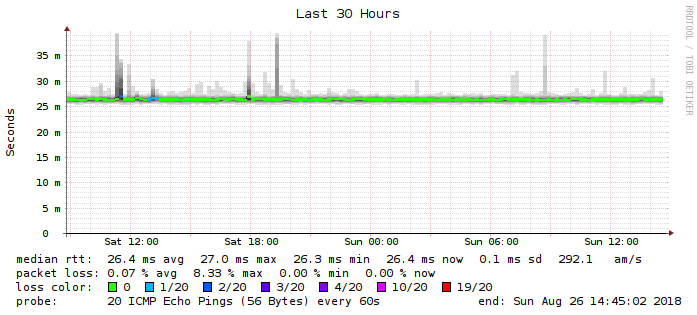 Last 30 Hours
RRDTOOL / TOBI OETIKER
Seconds
35 m
30 m
25 m
20 m
15 m
10 m
5 m
0
Sat 12:00 Sat 18:00 Sun 00:00 Sun 06:00 Sun 12:00
median rtt: 26.4 ms avg 27.0 ms max 26.3 ms min 26.4 ms now 0.1 ms sd 292.1 am/s
packet loss: 0.07 % avg 8.33 % max 0.00 % min 0.00 % now
loss color: 0 1/20 2/20 3/20 4/20 10/20 19/20
probe: 20 ICMP Echo Pings (56 Bytes) every 60s end: Sun Aug 26 14:45:02 2018